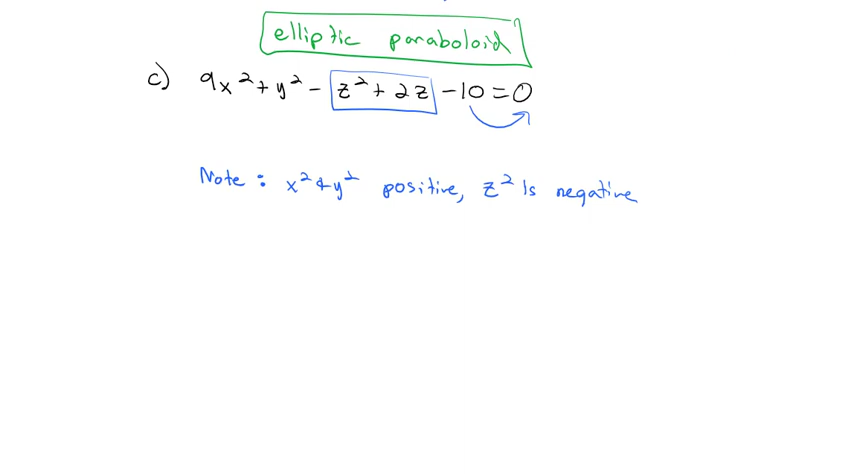 elliptic paraboloid
c) 9x² + y² - z² + 2z - 10 = 0
Note: x² & y² positive, z² is negative